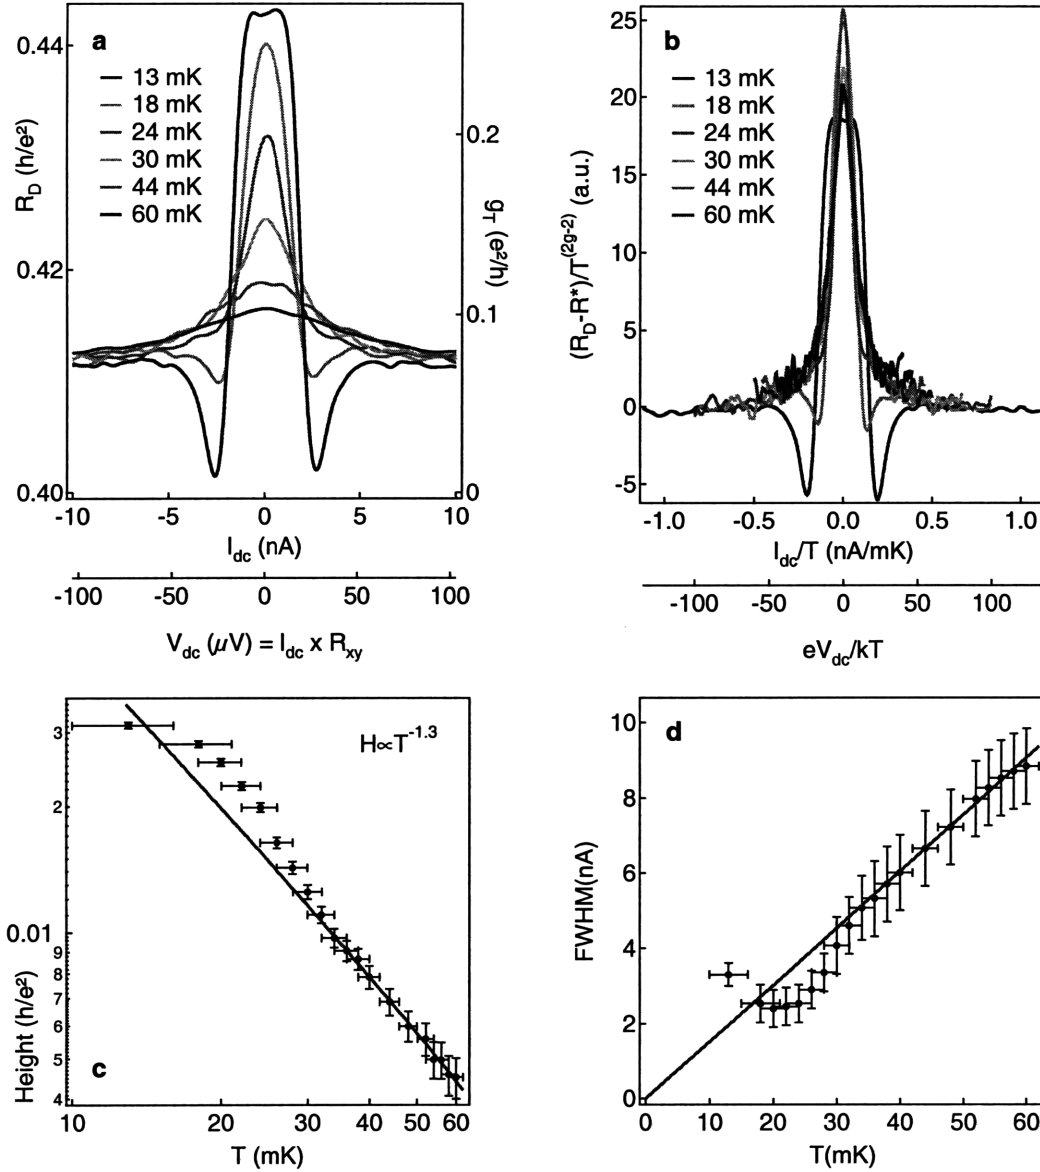 a
R_D (h/e²)
0.44
0.42
0.40
13 mK
18 mK
24 mK
30 mK
44 mK
60 mK
g_T (e²/h)
0.2
0.1
0
-10 -5 0 5 10
I_dc (nA)
-100 -50 0 50 100
V_dc (μV) = I_dc x R_xy
b
(R_D-R*)/T^(2g-2) (a.u.)
25
20
15
10
5
0
-5
13 mK
18 mK
24 mK
30 mK
44 mK
60 mK
-1.0 -0.5 0.0 0.5 1.0
I_dc/T (nA/mK)
-100 -50 0 50 100
eV_dc/kT
c
H∝T^-1.3
Height (h/e²)
3
2
0.01
9
8
7
6
5
4
10 20 30 40 50 60
T (mK)
d
FWHM(nA)
10
8
6
4
2
0
0 10 20 30 40 50 60
T(mK)